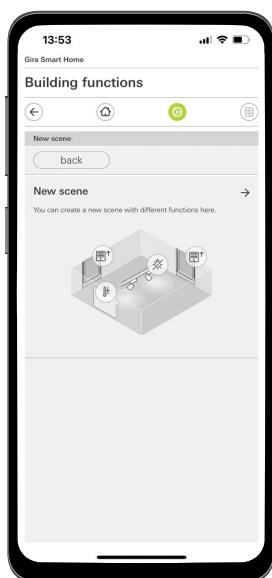 13:53
Gira Smart Home
Building functions
New scene
back
New scene
You can create a new scene with different functions here.